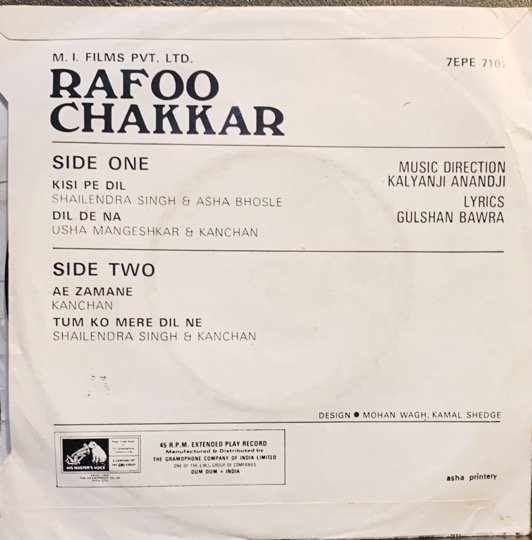 M. I. FILMS PVT. LTD.
7EPE 710
RAFOO
CHAKKAR
SIDE ONE
KISI PE DIL
SHAILENDRA SINGH & ASHA BHOSLE
DIL DE NA
USHA MANGESHKAR & KANCHAN
MUSIC DIRECTION
KALYANJI ANANDJI
LYRICS
GULSHAN BAWRA
SIDE TWO
AE ZAMANE
KANCHAN
TUM KO MERE DIL NE
SHAILENDRA SINGH & KANCHAN
DESIGN ● MOHAN WAGH, KAMAL SHEDGE
HIS MASTER'S VOICE
45 R.P.M. EXTENDED PLAY RECORD
Manufactured & Distributed by
THE GRAMOPHONE COMPANY OF INDIA LIMITED
ONE OF THE E.M.I. GROUP OF COMPANIES
DUM DUM • INDIA
asha printery